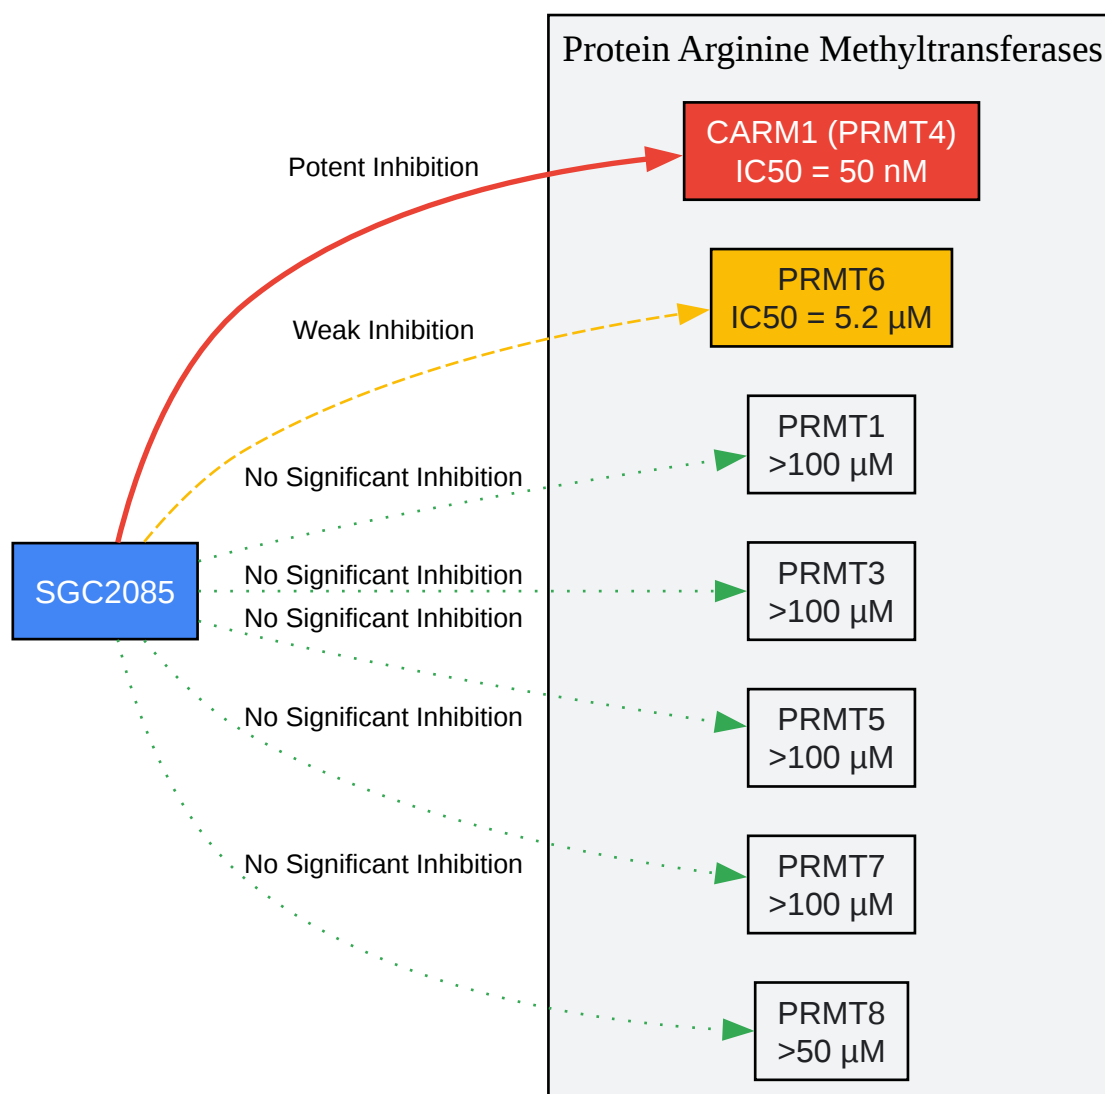 Protein Arginine Methyltransferases
CARM1 (PRMT4)
IC50 = 50 nM
Potent Inhibition
PRMT6
IC50 = 5.2 µM
Weak Inhibition
PRMT1
>100 µM
No Significant Inhibition
SGC2085
No Significant Inhibition
PRMT3
>100 µM
No Significant Inhibition
PRMT5
>100 µM
No Significant Inhibition
PRMT7
>100 µM
No Significant Inhibition
PRMT8
>50 µM